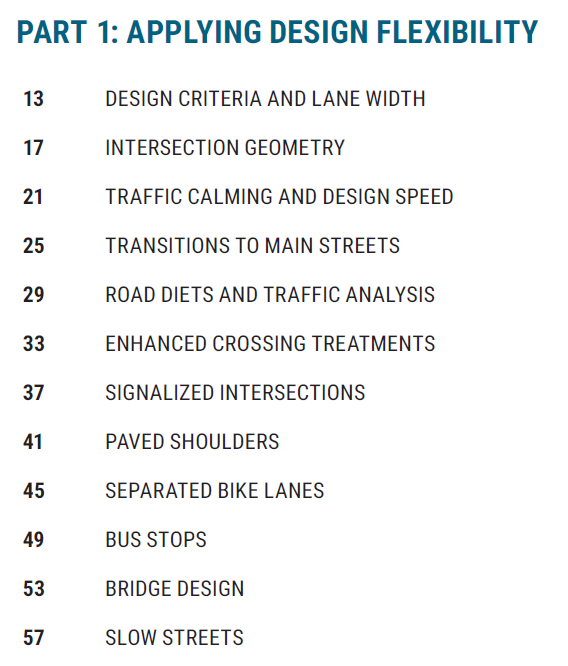 PART 1: APPLYING DESIGN FLEXIBILITY
13 DESIGN CRITERIA AND LANE WIDTH
17 INTERSECTION GEOMETRY
21 TRAFFIC CALMING AND DESIGN SPEED
25 TRANSITIONS TO MAIN STREETS
29 ROAD DIETS AND TRAFFIC ANALYSIS
33 ENHANCED CROSSING TREATMENTS
37 SIGNALIZED INTERSECTIONS
41 PAVED SHOULDERS
45 SEPARATED BIKE LANES
49 BUS STOPS
53 BRIDGE DESIGN
57 SLOW STREETS